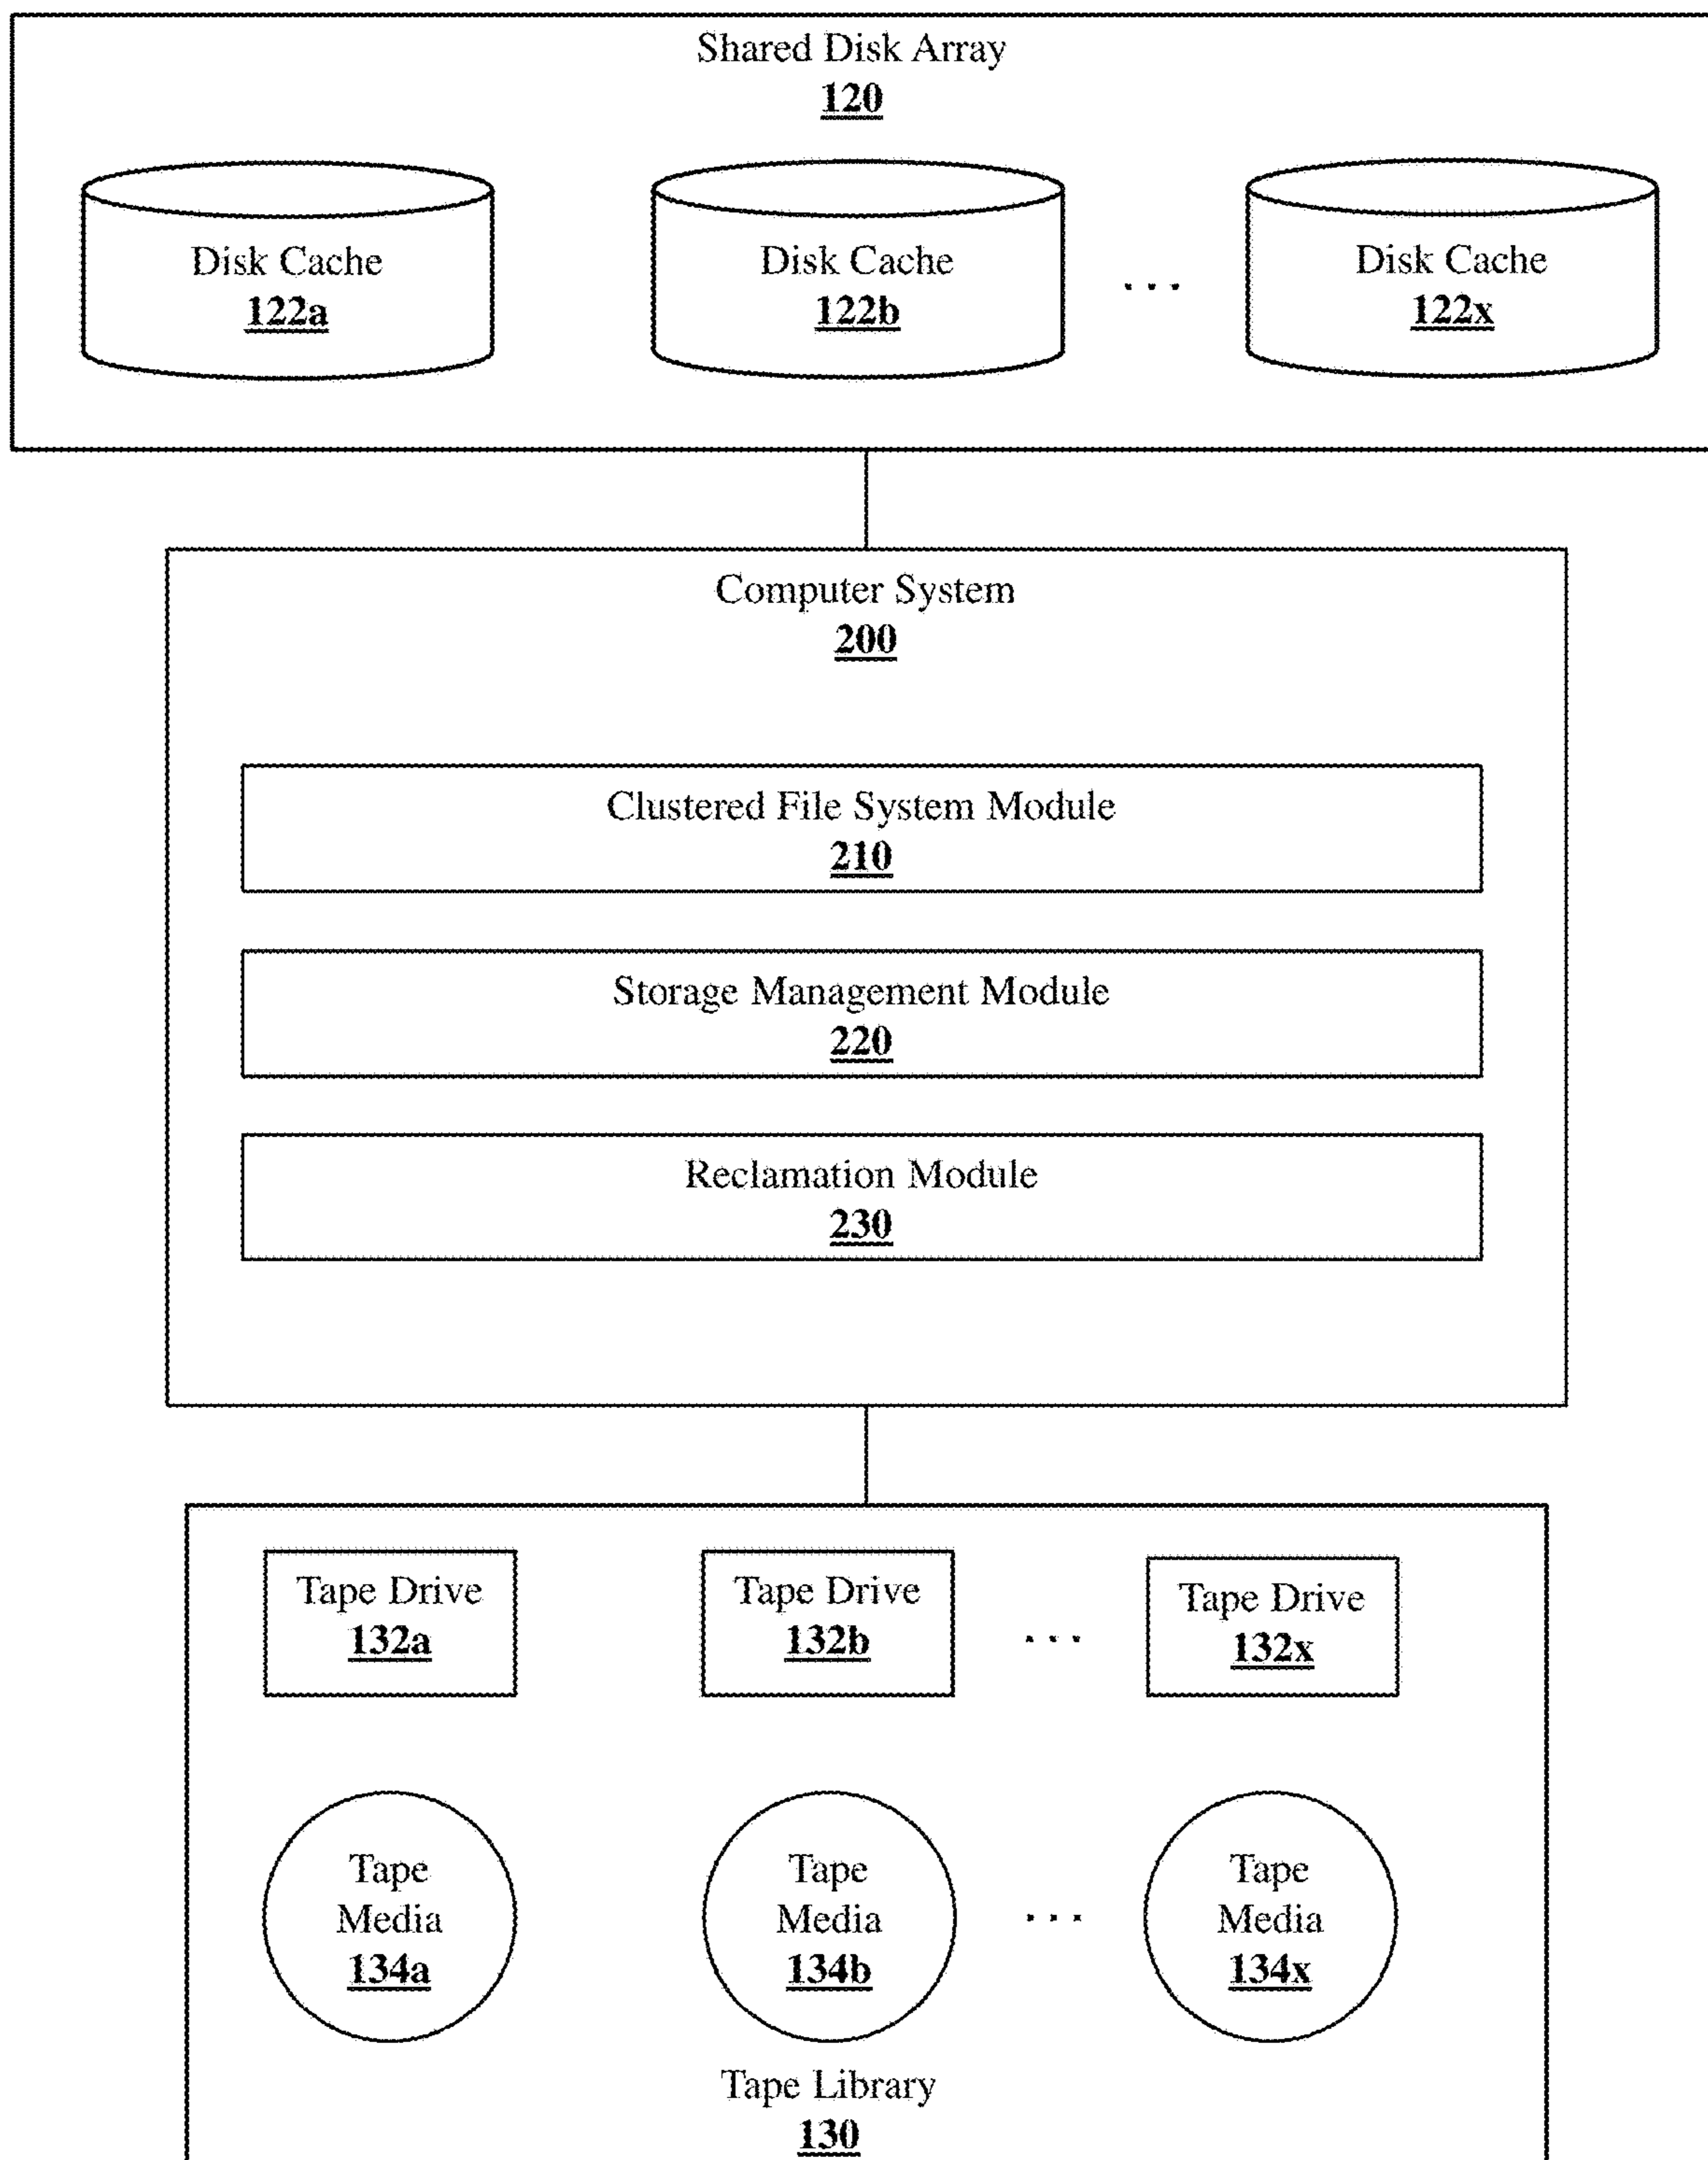 Shared Disk Array
120
Disk Cache
122a
Disk Cache
122b
. . .
Disk Cache
122x
Computer System
200
Clustered File System Module
210
Storage Management Module
220
Reclamation Module
230
Tape Drive
132a
Tape Drive
132b
. . .
Tape Drive
132x
Tape
Media
134a
Tape
Media
134b
. . .
Tape
Media
134x
Tape Library
130